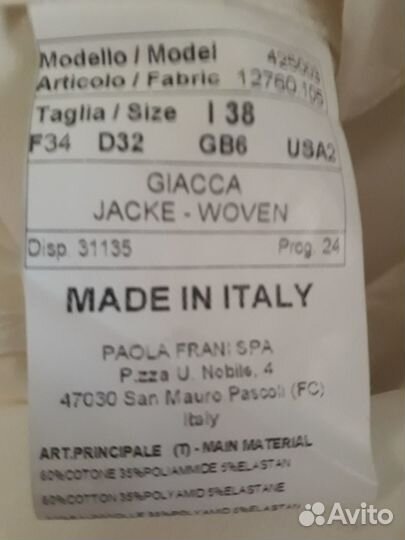 Modello / Model
Articolo / Fabric 12760.105
Taglia / Size I 38
F34 D32 GB6 USA2
GIACCA
JACKE - WOVEN
Disp. 31135 Prog. 24
MADE IN ITALY
PAOLA FRANI SPA
P.zza U. Nobile, 4
47030 San Mauro Pascoli (FC)
Italy
ART.PRINCIPALE (T) - MAIN MATERIAL
60%COTONE 35%POLIAMMIDE 5%ELASTAN
60%COTTON 35%POLYAMID 5%ELASTANE
Avito